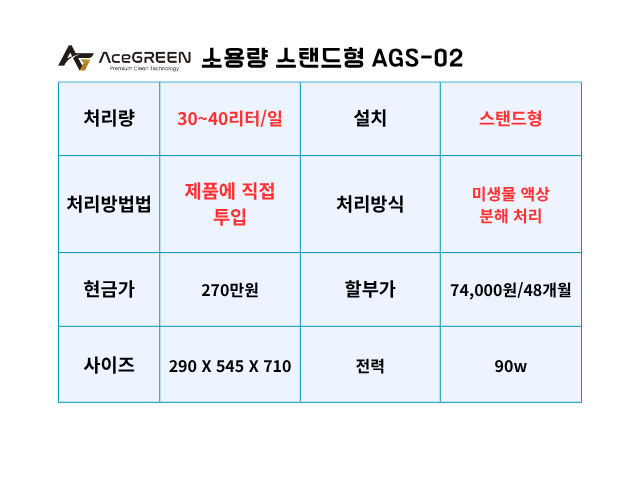 AceGREEN 소용량 스탠드형 AGS-02
Premium Clean Technology
처리량 30~40리터/일 설치 스탠드형
처리방법법 제품에 직접 투입 처리방식 미생물 액상 분해 처리
현금가 270만원 할부가 74,000원/48개월
사이즈 290 X 545 X 710 전력 90w